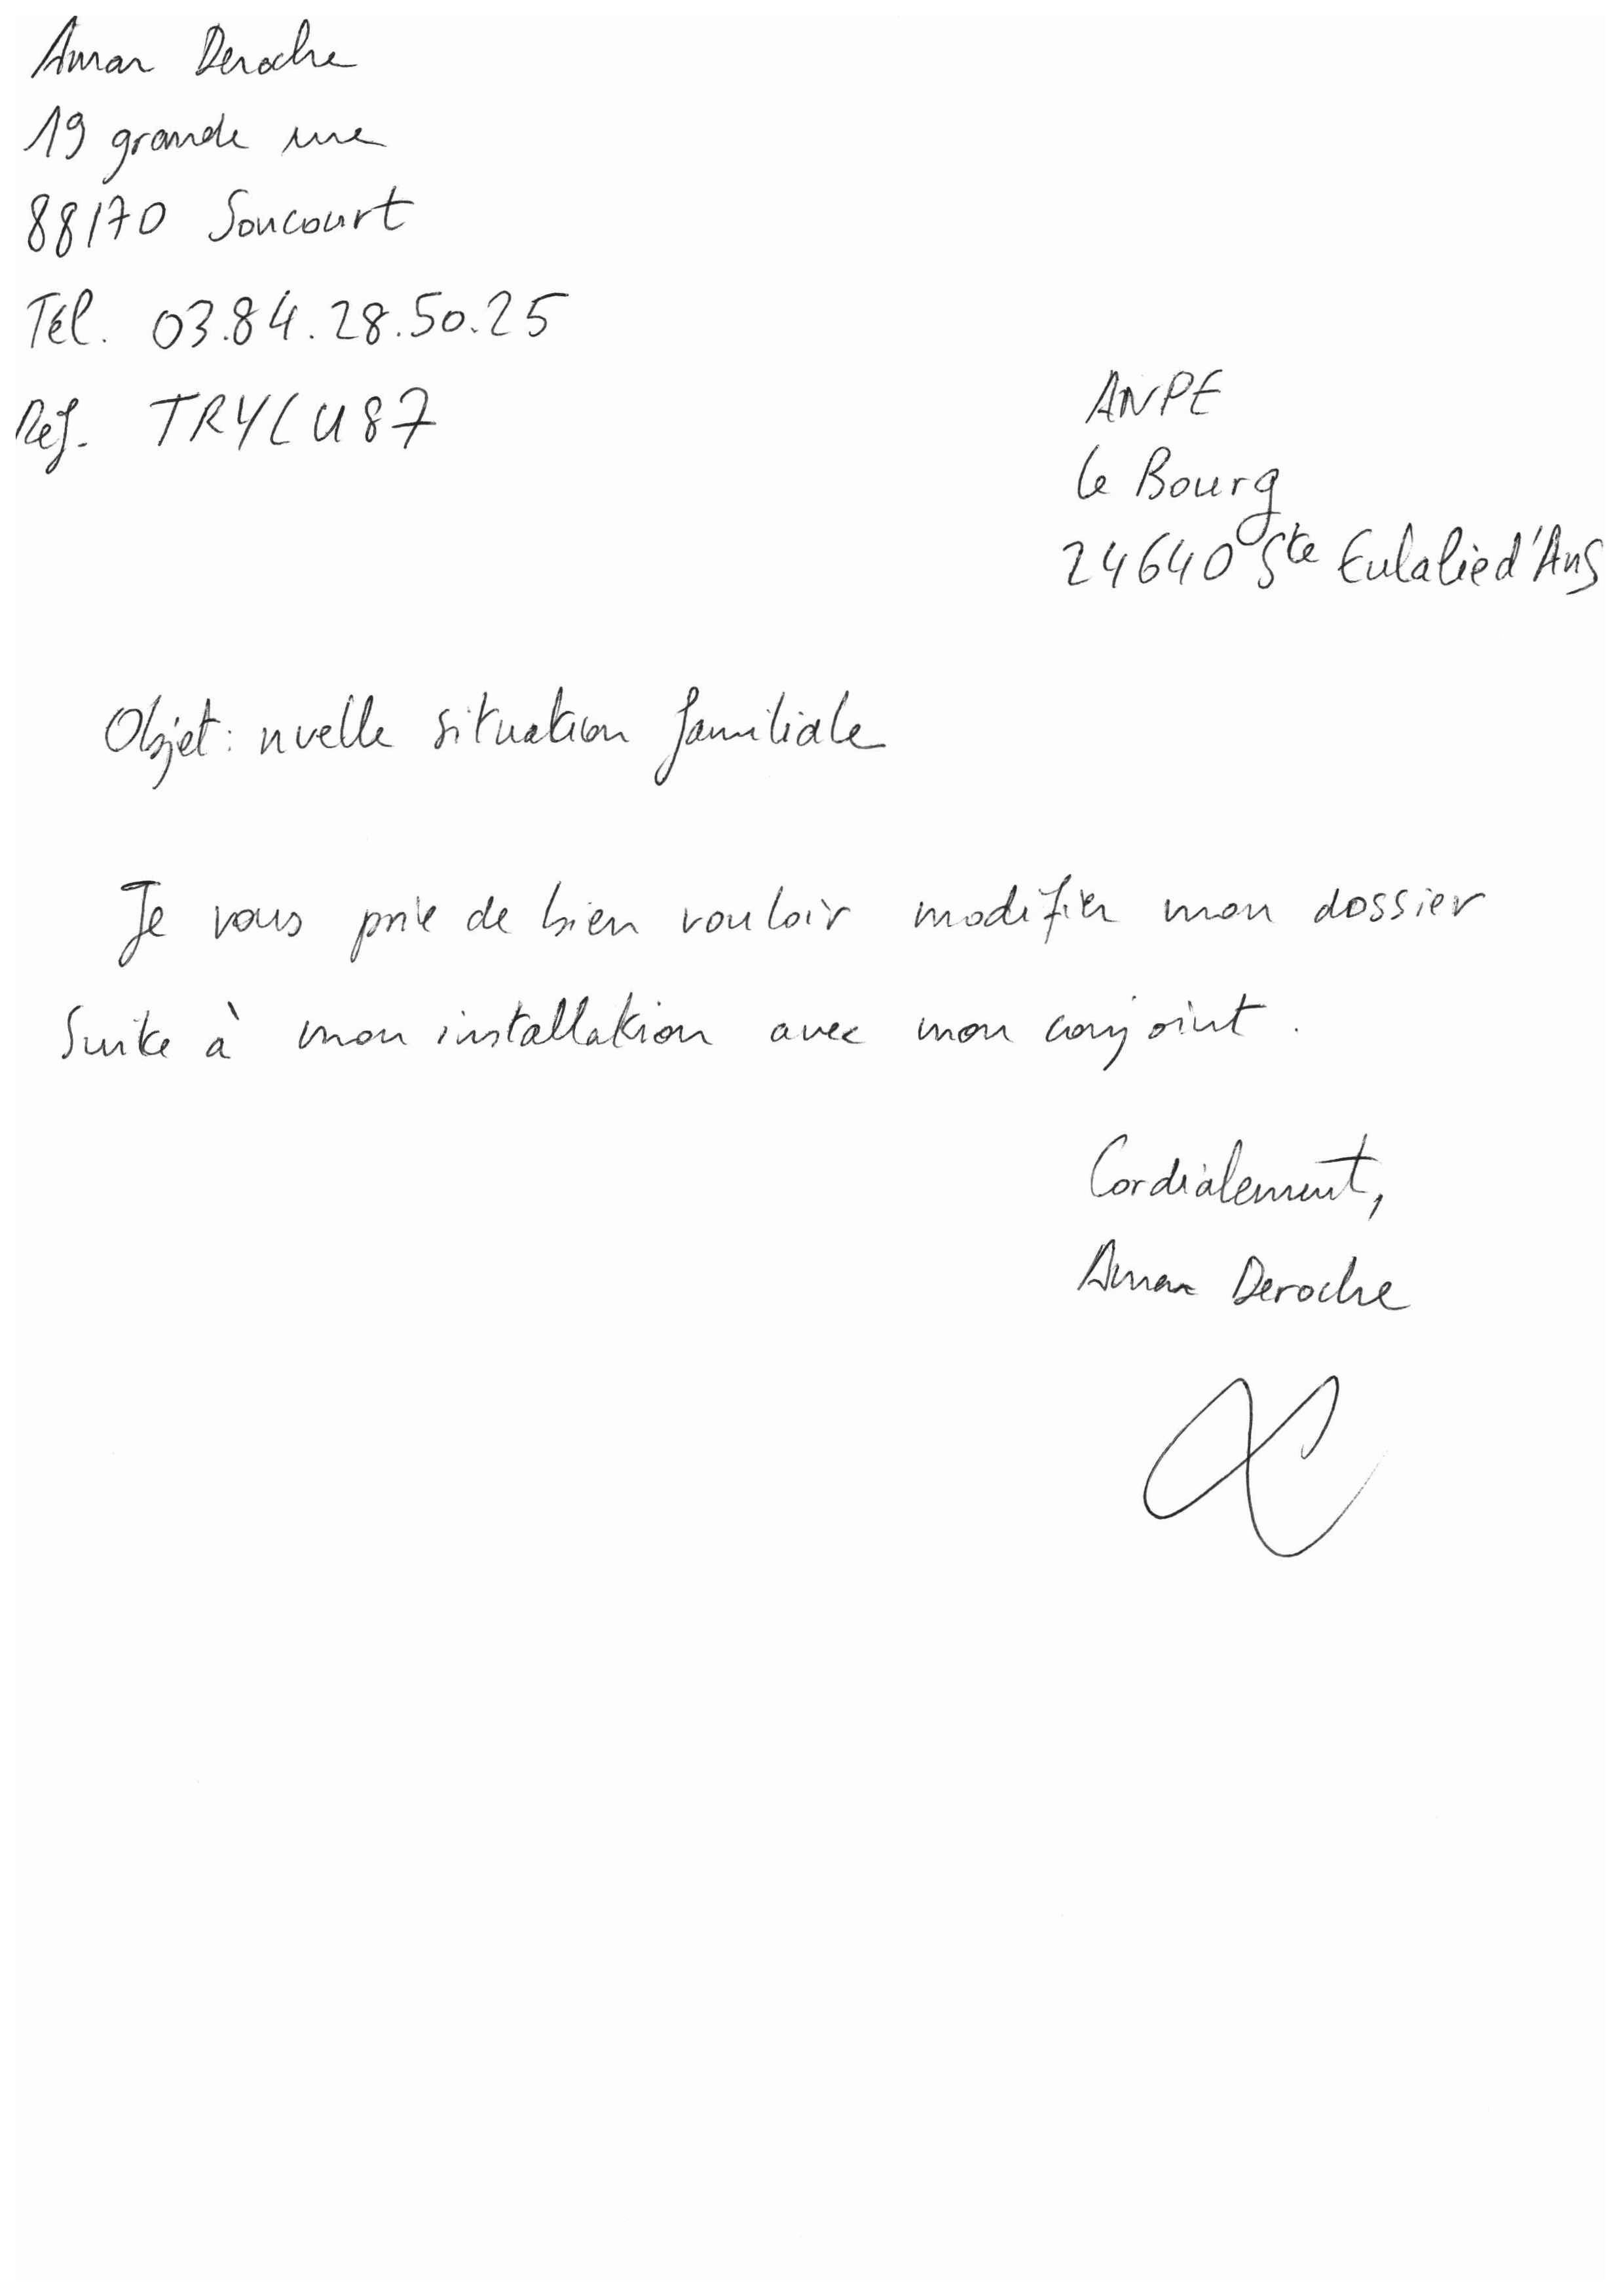 Amar Deroche
19 grande rue
88170 Soncourt
Tél. 03.84.28.50.25
Réf. TRYLU87
ANPE
Le Bourg
24640 Ste Eulalie d'Ans
Objet : nvelle situation familiale
Je vous prie de bien vouloir modifier mon dossier
Suite à mon installation avec mon conjoint.
Cordialement,
Amar Deroche